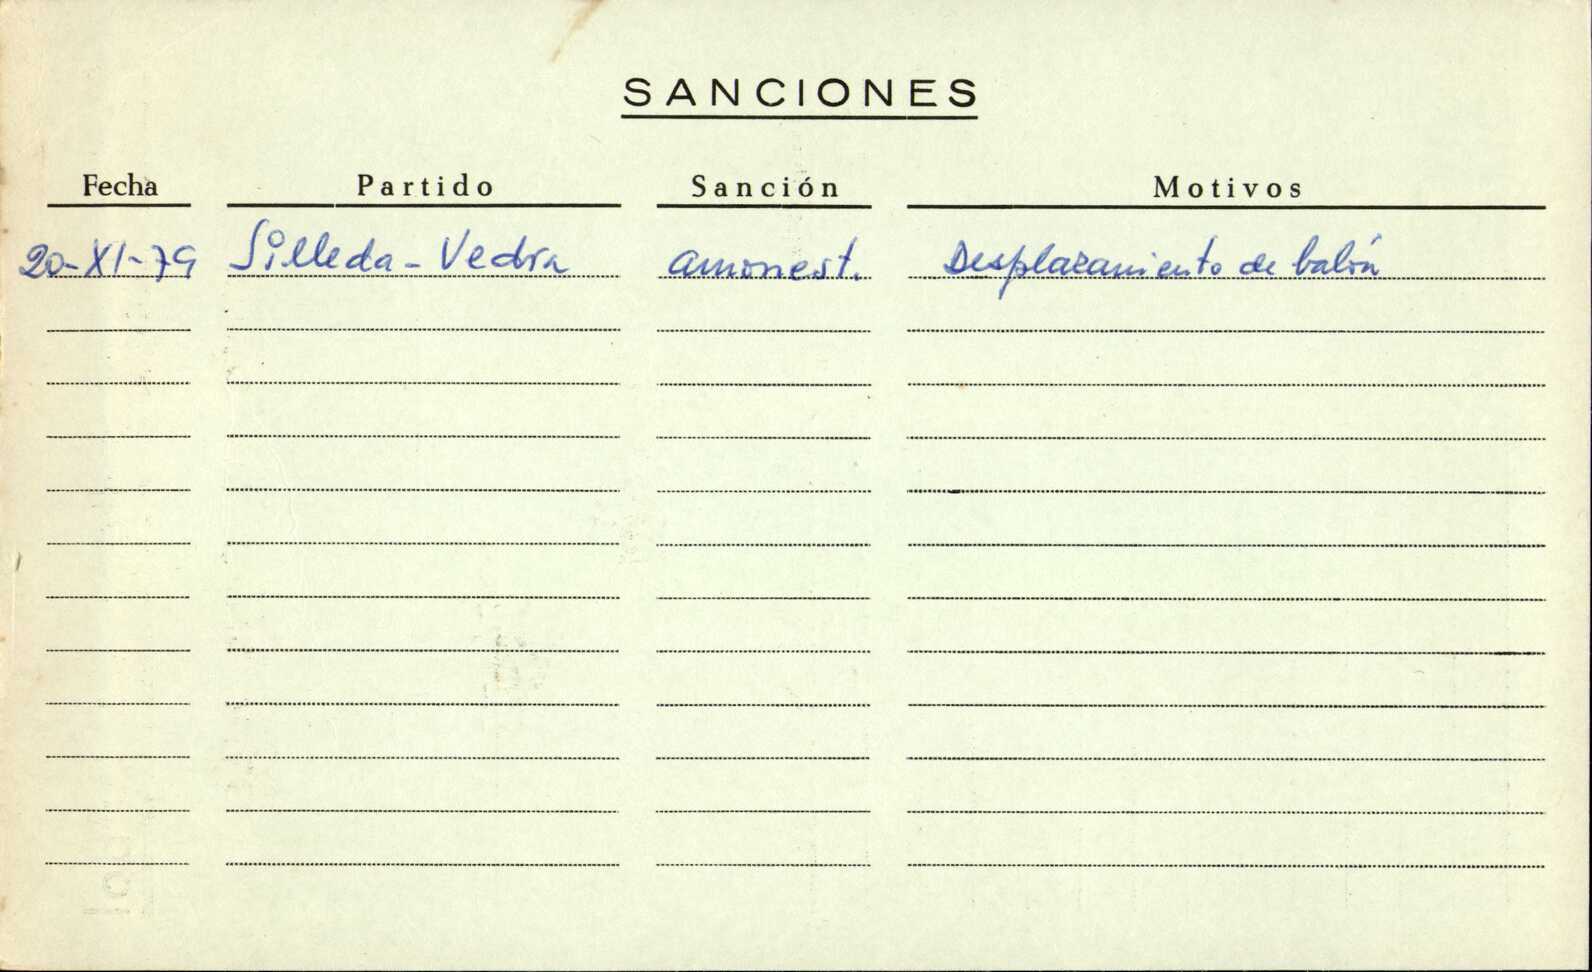 SANCIONES
Fecha Partido Sanción Motivos
20-XI-79 Silleda - Vedra amonest. Desplazamiento de balón